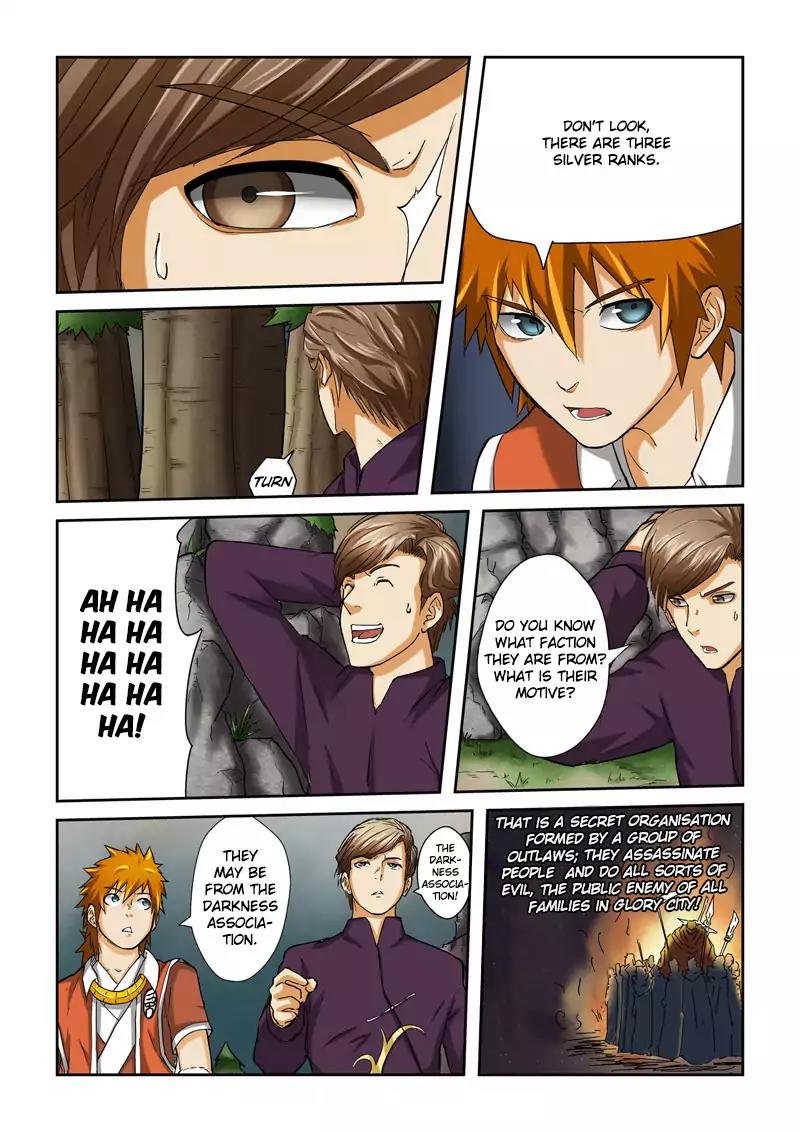 DON'T LOOK,
THERE ARE THREE
SILVER RANKS.
TURN
AH HA
HA HA
HA HA
HA HA
HA!
DO YOU KNOW
WHAT FACTION
THEY ARE FROM?
WHAT IS THEIR
MOTIVE?
THEY
MAY BE
FROM THE
DARKNESS
ASSOCIA-
TION.
THE
DARK-
NESS
ASSOCIA-
TION!
THAT IS A SECRET ORGANISATION
FORMED BY A GROUP OF
OUTLAWS; THEY ASSASSINATE
PEOPLE AND DO ALL SORTS OF
EVIL, THE PUBLIC ENEMY OF ALL
FAMILIES IN GLORY CITY!